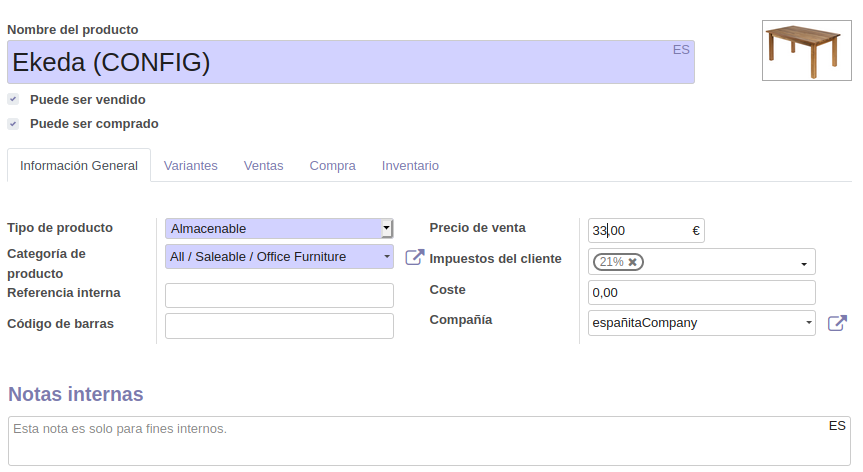 Nombre del producto
Ekeda (CONFIG)
ES
Puede ser vendido
Puede ser comprado
Información General
Variantes
Ventas
Compra
Inventario
Tipo de producto
Almacenable
Categoría de
producto
All / Saleable / Office Furniture
Referencia interna
Código de barras
Precio de venta
33,00
€
Impuestos del cliente
21%
Coste
0,00
Compañía
españitaCompany
Notas internas
Esta nota es solo para fines internos.
ES